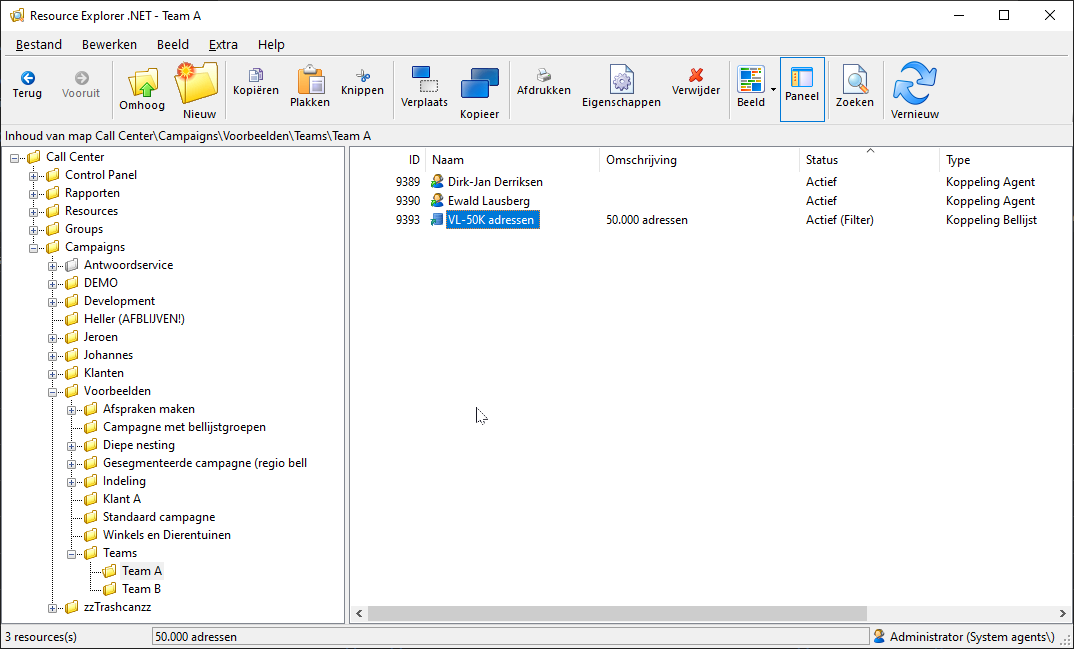 Resource Explorer .NET - Team A
Bestand Bewerken Beeld Extra Help
Terug Vooruit Omhoog Nieuw Kopiëren Plakken Knippen Verplaats Kopieer Afdrukken Eigenschappen Verwijder Beeld Paneel Zoeken Vernieuw
Inhoud van map Call Center\Campaigns\Voorbeelden\Teams\Team A
Call Center
Control Panel
Rapporten
Resources
Groups
Campaigns
Antwoordservice
DEMO
Development
Heller (AFBLIJVEN!)
Jeroen
Johannes
Klanten
Voorbeelden
Afspraken maken
Campagne met bellijstgroepen
Diepe nesting
Gesegmenteerde campagne (regio bell
Indeling
Klant A
Standaard campagne
Winkels en Dierentuinen
Teams
Team A
Team B
zzTrashcanzz
ID Naam Omschrijving Status Type
9389 Dirk-Jan Derriksen Actief Koppeling Agent
9390 Ewald Lausberg Actief Koppeling Agent
9393 VL-50K adressen 50.000 adressen Actief (Filter) Koppeling Bellijst
3 resources(s) 50.000 adressen Administrator (System agents\)